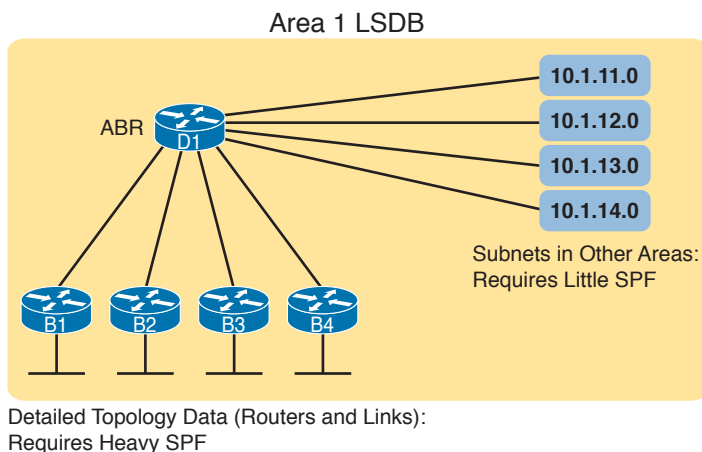 Area 1 LSDB
10.1.11.0
ABR
D1
10.1.12.0
10.1.13.0
10.1.14.0
Subnets in Other Areas:
Requires Little SPF
B1
B2
B3
B4
Detailed Topology Data (Routers and Links):
Requires Heavy SPF